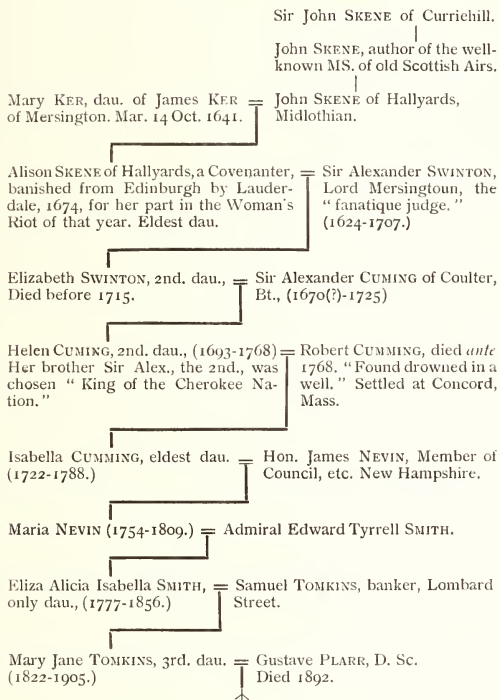 Sir John SKENE of Curriehill.
John SKENE, author of the well-
known MS. of old Scottish Airs.
Mary KER, dau. of James KER = John SKENE of Hallyards,
of Mersington. Mar. 14 Oct. 1641. Midlothian.
Alison SKENE of Hallyards, a Covenanter, = Sir Alexander SWINTON,
banished from Edinburgh by Lauder- Lord Mersingtoun, the
dale, 1674, for her part in the Woman's "fanatique judge."
Riot of that year. Eldest dau. (1624-1707.)
Elizabeth SWINTON, 2nd. dau., = Sir Alexander CUMING of Coulter,
Died before 1715. Bt., (1670(?)-1725)
Helen CUMING, 2nd. dau., (1693-1768) = Robert CUMMING, died ante
Her brother Sir Alex., the 2nd., was 1768. "Found drowned in a
chosen "King of the Cherokee Na- well." Settled at Concord,
tion." Mass.
Isabella CUMMING, eldest dau. = Hon. James NEVIN, Member of
(1722-1788.) Council, etc. New Hampshire.
Maria NEVIN (1754-1809.) = Admiral Edward Tyrrell SMITH.
Eliza Alicia Isabella SMITH, = Samuel TOMKINS, banker, Lombard
only dau., (1777-1856.) Street.
Mary Jane TOMKINS, 3rd. dau. = Gustave PLARR, D. Sc.
(1822-1905.) Died 1892.